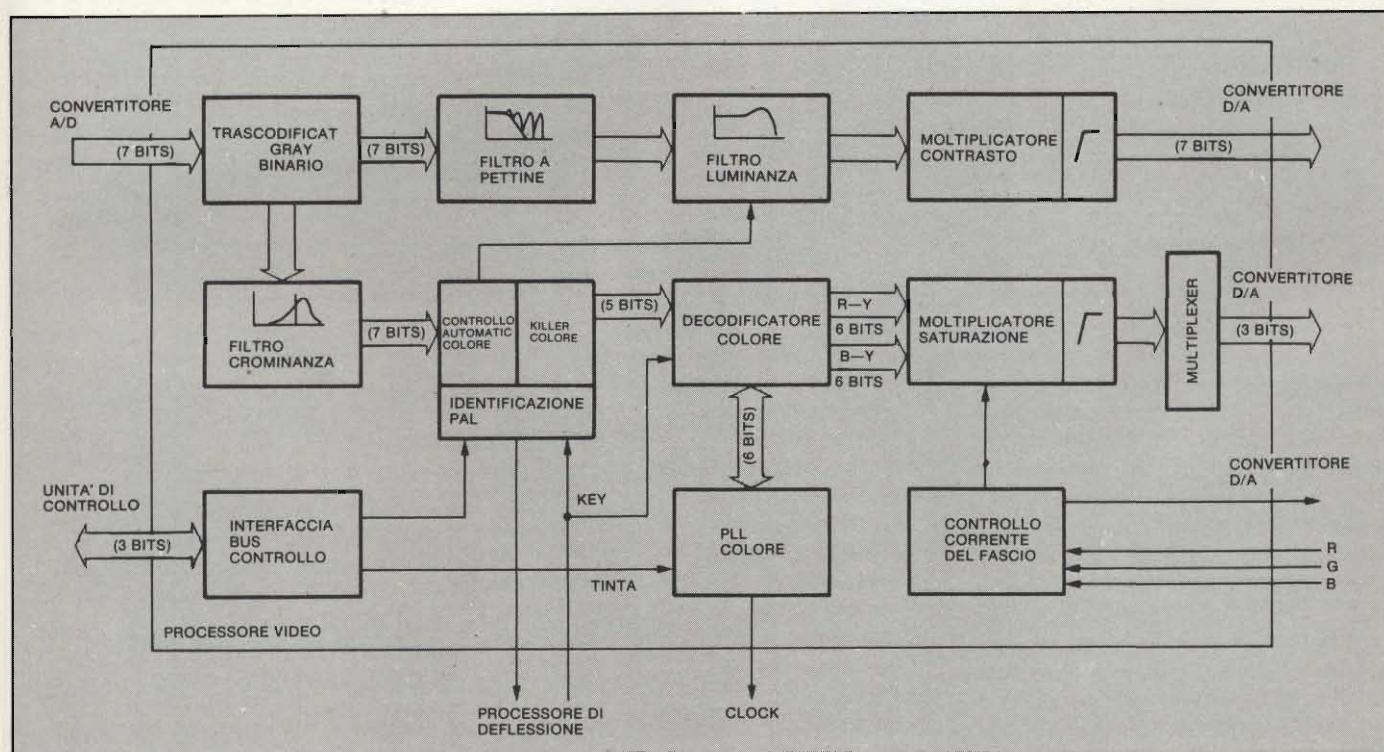 CONVERTITORE
A/D
(7 BITS)
TRASCODIFICAT
GRAY
BINARIO
(7 BITS)
FILTRO A
PETTINE
FILTRO
LUMINANZA
MOLTIPLICATORE
CONTRASTO
CONVERTITORE
D/A
(7 BITS)
FILTRO
CROMINANZA
(7 BITS)
CONTROLLO
AUTOMATIC
COLORE
KILLER
COLORE
IDENTIFICAZIONE
PAL
(5 BITS)
DECODIFICATORE
COLORE
R—Y
6 BITS
B—Y
6 BITS
MOLTIPLICATORE
SATURAZIONE
MULTIPLEXER
CONVERTITORE
D/A
(3 BITS)
UNITA' DI
CONTROLLO
(3 BITS)
INTERFACCIA
BUS
CONTROLLO
KEY
TINTA
(6 BITS)
PLL
COLORE
CONTROLLO
CORRENTE
DEL FASCIO
CONVERTITORE
D/A
R
G
B
PROCESSORE VIDEO
PROCESSORE DI
DEFLESSIONE
CLOCK